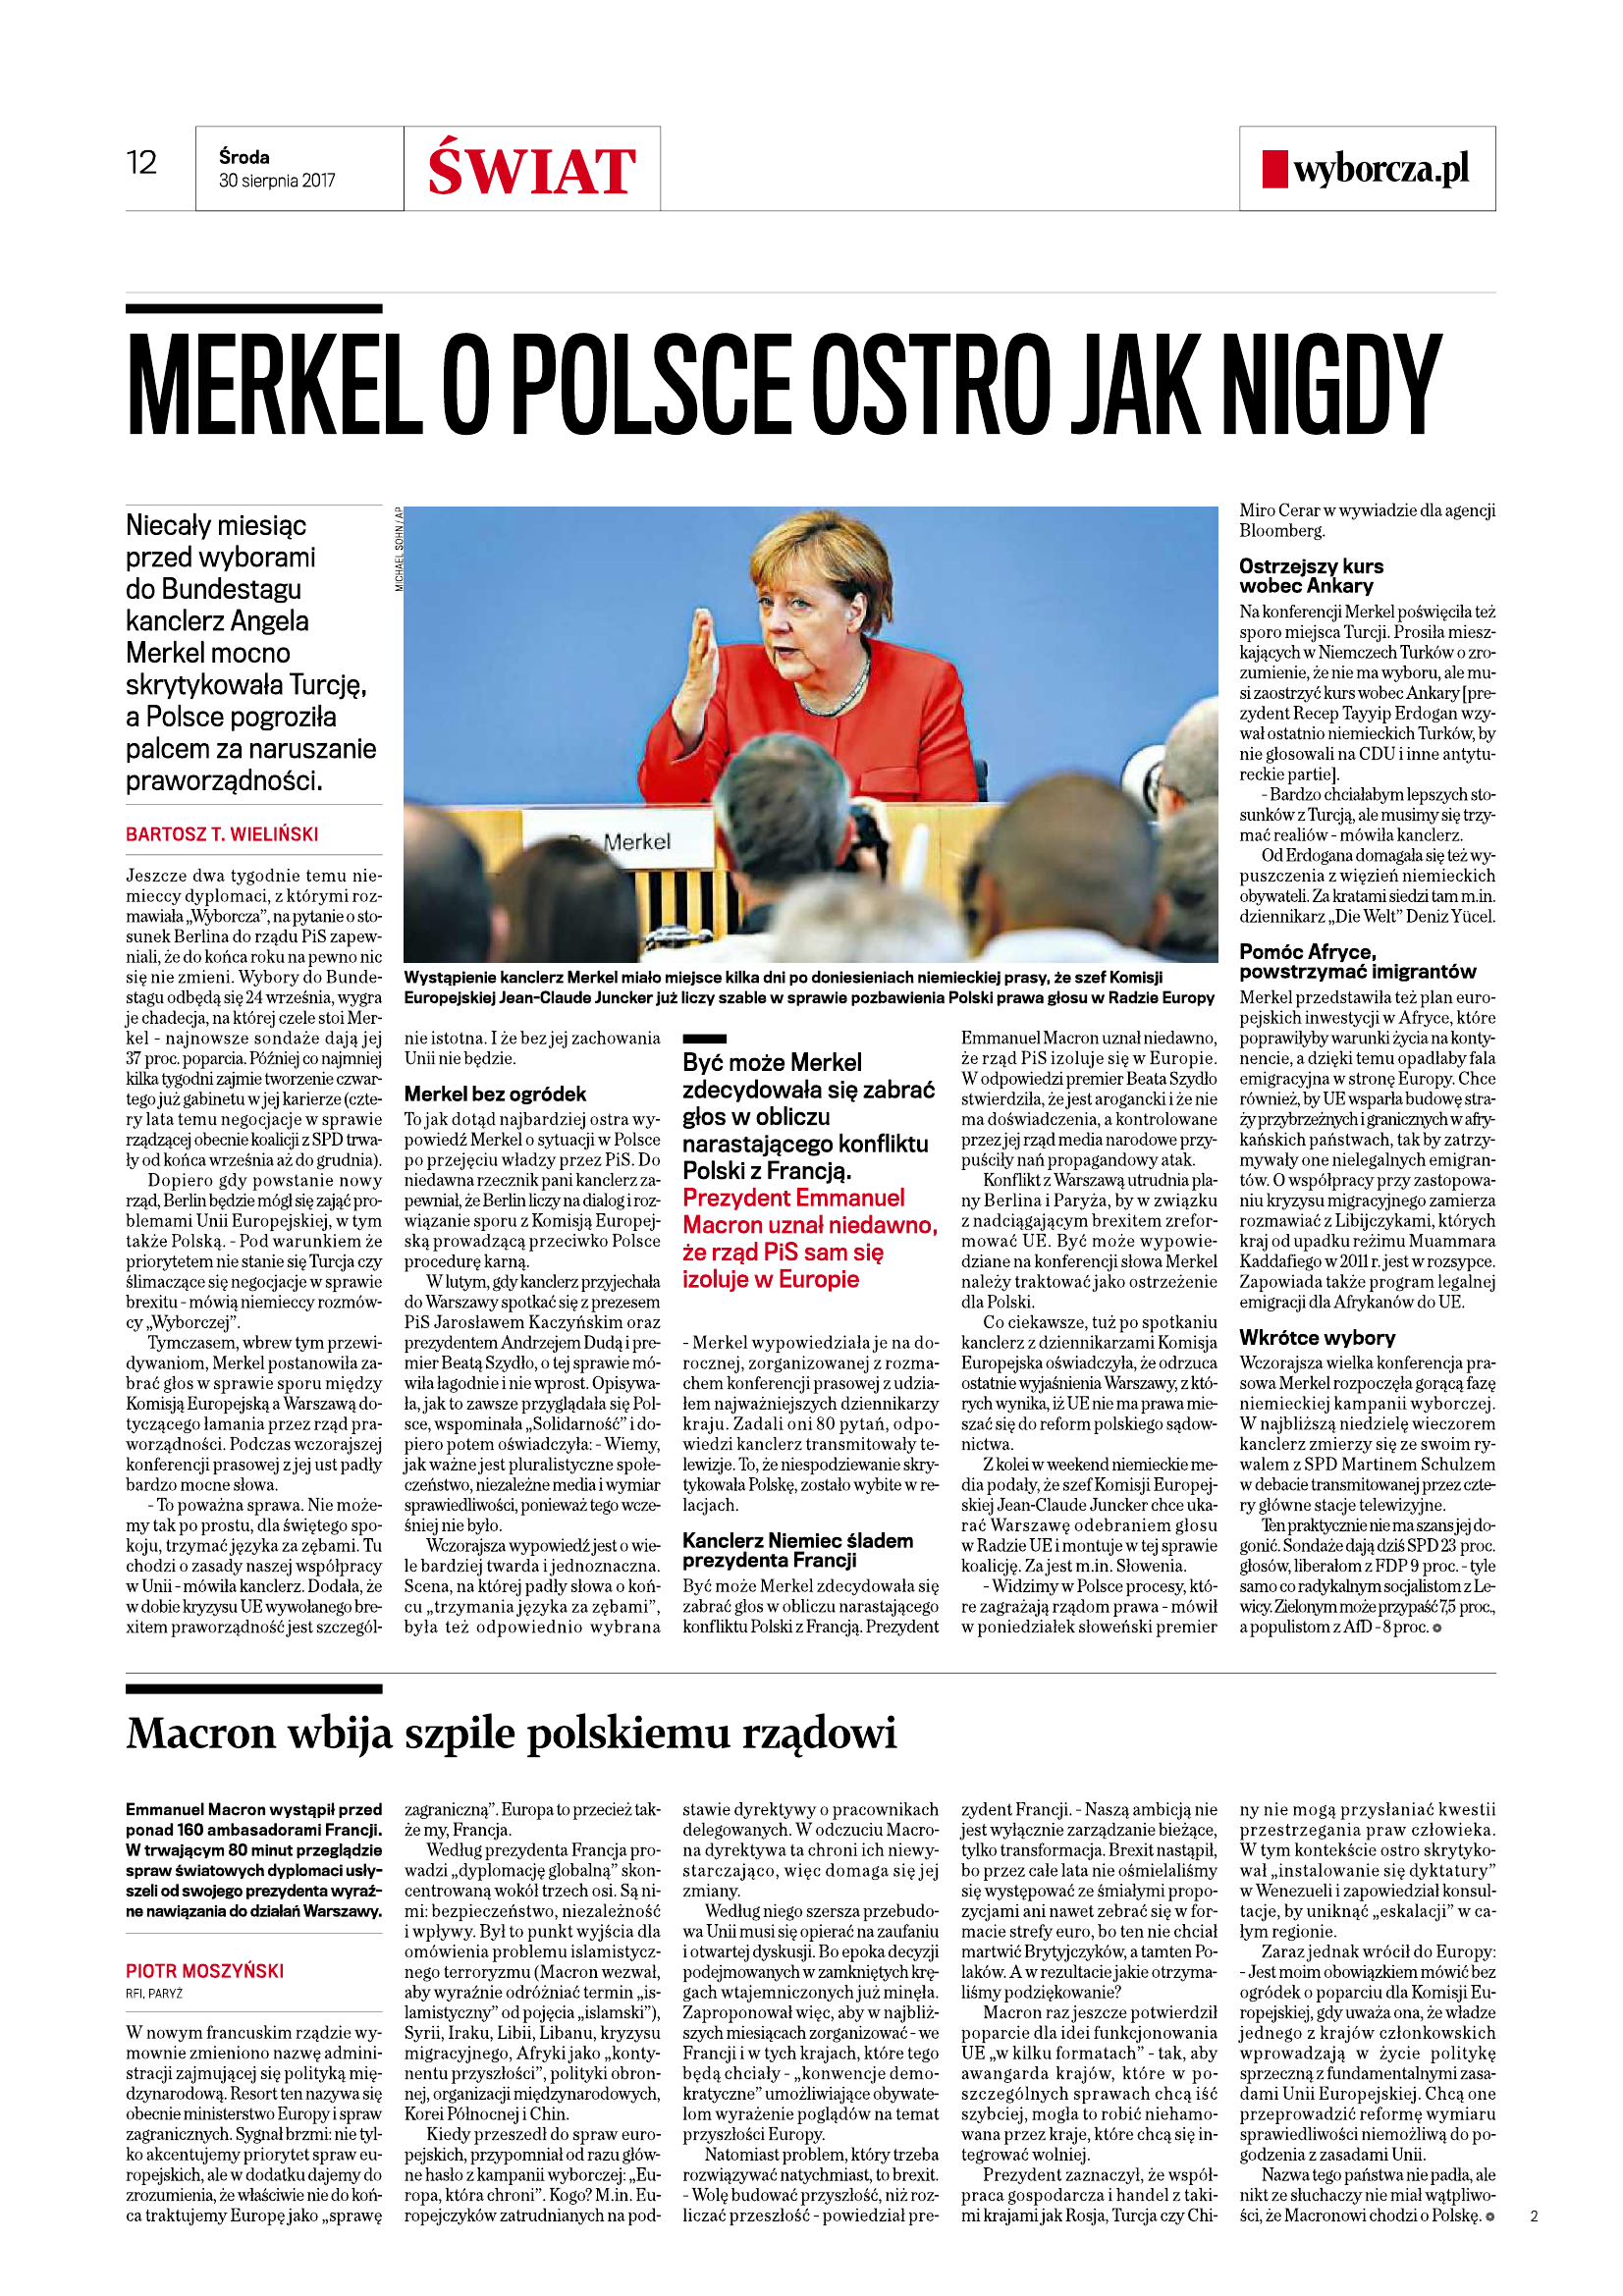 12
Środa
30 sierpnia 2017
ŚWIAT
wyborcza.pl
MERKEL O POLSCE OSTRO JAK NIGDY
Niecały miesiąc
przed wyborami
do Bundestagu
kanclerz Angela
Merkel mocno
skrytykowała Turcję,
a Polsce pogroziła
palcem za naruszanie
praworządności.
BARTOSZ T. WIELIŃSKI
Jeszcze dwa tygodnie temu nie-
mieccy dyplomaci, z którymi roz-
mawiała „Wyborcza”, na pytanie o sto-
sunek Berlina do rządu PiS zapew-
niali, że do końca roku na pewno nic
się nie zmieni. Wybory do Bunde-
stagu odbędą się 24 września, wygra
je chadecja, na której czele stoi Mer-
kel - najnowsze sondaże dają jej
37 proc. poparcia. Później co najmniej
kilka tygodni zajmie tworzenie czwar-
tego już gabinetu w jej karierze (czte-
ry lata temu negocjacje w sprawie
rządzącej obecnie koalicji z SPD trwa-
ły od końca września aż do grudnia).
Dopiero gdy powstanie nowy
rząd, Berlin będzie mógł się zająć pro-
blemami Unii Europejskiej, w tym
także Polską. - Pod warunkiem że
priorytetem nie stanie się Turcja czy
ślimaczące się negocjacje w sprawie
brexitu - mówią niemieccy rozmów-
cy „Wyborczej”.
Tymczasem, wbrew tym przewi-
dywaniom, Merkel postanowiła za-
brać głos w sprawie sporu między
Komisją Europejską a Warszawą do-
tyczącego łamania przez rząd pra-
worządności. Podczas wczorajszej
konferencji prasowej z jej ust padły
bardzo mocne słowa.
- To poważna sprawa. Nie może-
my tak po prostu, dla świętego spo-
koju, trzymać języka za zębami. Tu
chodzi o zasady naszej współpracy
w Unii - mówiła kanclerz. Dodała, że
w dobie kryzysu UE wywołanego bre-
xitem praworządność jest szczegól-
MICHAEL SOHN / AP
Dr. Merkel
Wystąpienie kanclerz Merkel miało miejsce kilka dni po doniesieniach niemieckiej prasy, że szef Komisji
Europejskiej Jean-Claude Juncker już liczy szable w sprawie pozbawienia Polski prawa głosu w Radzie Europy
nie istotna. I że bez jej zachowania
Unii nie będzie.
Merkel bez ogródek
To jak dotąd najbardziej ostra wy-
powiedź Merkel o sytuacji w Polsce
po przejęciu władzy przez PiS. Do
niedawna rzecznik pani kanclerz za-
pewniał, że Berlin liczy na dialog i roz-
wiązanie sporu z Komisją Europej-
ską prowadzącą przeciwko Polsce
procedurę karną.
W lutym, gdy kanclerz przyjechała
do Warszawy spotkać się z prezesem
PiS Jarosławem Kaczyńskim oraz
prezydentem Andrzejem Dudą i pre-
mier Beatą Szydło, o tej sprawie mó-
wiła łagodnie i nie wprost. Opisywa-
ła, jak to zawsze przyglądała się Pol-
sce, wspominała „Solidarność” i do-
piero potem oświadczyła: - Wiemy,
jak ważne jest pluralistyczne społe-
czeństwo, niezależne media i wymiar
sprawiedliwości, ponieważ tego wcze-
śniej nie było.
Wczorajsza wypowiedź jest o wie-
le bardziej twarda i jednoznaczna.
Scena, na której padły słowa o koń-
cu „trzymania języka za zębami”,
była też odpowiednio wybrana
Być może Merkel
zdecydowała się zabrać
głos w obliczu
narastającego konfliktu
Polski z Francją.
Prezydent Emmanuel
Macron uznał niedawno,
że rząd PiS sam się
izoluje w Europie
- Merkel wypowiedziała je na do-
rocznej, zorganizowanej z rozma-
chem konferencji prasowej z udzia-
łem najważniejszych dziennikarzy
kraju. Zadali oni 80 pytań, odpo-
wiedzi kanclerz transmitowały te-
lewizje. To, że niespodziewanie skry-
tykowała Polskę, zostało wybite w re-
lacjach.
Kanclerz Niemiec śladem
prezydenta Francji
Być może Merkel zdecydowała się
zabrać głos w obliczu narastającego
konfliktu Polski z Francją. Prezydent
Emmanuel Macron uznał niedawno,
że rząd PiS izoluje się w Europie.
W odpowiedzi premier Beata Szydło
stwierdziła, że jest arogancki i że nie
ma doświadczenia, a kontrolowane
przez jej rząd media narodowe przy-
puściły nań propagandowy atak.
Konflikt z Warszawą utrudnia pla-
ny Berlina i Paryża, by w związku
z nadciągającym brexitem zrefor-
mować UE. Być może wypowie-
dziane na konferencji słowa Merkel
należy traktować jako ostrzeżenie
dla Polski.
Co ciekawsze, tuż po spotkaniu
kanclerz z dziennikarzami Komisja
Europejska oświadczyła, że odrzuca
ostatnie wyjaśnienia Warszawy, z któ-
rych wynika, iż UE nie ma prawa mie-
szać się do reform polskiego sądow-
nictwa.
Z kolei w weekend niemieckie me-
dia podały, że szef Komisji Europej-
skiej Jean-Claude Juncker chce uka-
rać Warszawę odebraniem głosu
w Radzie UE i montuje w tej sprawie
koalicję. Za jest m.in. Słowenia.
- Widzimy w Polsce procesy, któ-
re zagrażają rządom prawa - mówił
w poniedziałek słoweński premier
Miro Cerar w wywiadzie dla agencji
Bloomberg.
Ostrzejszy kurs
wobec Ankary
Na konferencji Merkel poświęciła też
sporo miejsca Turcji. Prosiła miesz-
kających w Niemczech Turków o zro-
zumienie, że nie ma wyboru, ale mu-
si zaostrzyć kurs wobec Ankary [pre-
zydent Recep Tayyip Erdogan wzy-
wał ostatnio niemieckich Turków, by
nie głosowali na CDU i inne antytu-
reckie partie].
- Bardzo chciałabym lepszych sto-
sunków z Turcją, ale musimy się trzy-
mać realiów - mówiła kanclerz.
Od Erdogana domagała się też wy-
puszczenia z więzień niemieckich
obywateli. Za kratami siedzi tam m.in.
dziennikarz „Die Welt” Deniz Yücel.
Pomóc Afryce,
powstrzymać imigrantów
Merkel przedstawiła też plan euro-
pejskich inwestycji w Afryce, które
poprawiłyby warunki życia na konty-
nencie, a dzięki temu opadłaby fala
emigracyjna w stronę Europy. Chce
również, by UE wsparła budowę stra-
ży przybrzeżnych i granicznych w afry-
kańskich państwach, tak by zatrzy-
mywały one nielegalnych emigran-
tów. O współpracy przy zastopowa-
niu kryzysu migracyjnego zamierza
rozmawiać z Libijczykami, których
kraj od upadku reżimu Muammara
Kaddafiego w 2011 r. jest w rozsypce.
Zapowiada także program legalnej
emigracji dla Afrykanów do UE.
Wkrótce wybory
Wczorajsza wielka konferencja pra-
sowa Merkel rozpoczęła gorącą fazę
niemieckiej kampanii wyborczej.
W najbliższą niedzielę wieczorem
kanclerz zmierzy się ze swoim ry-
walem z SPD Martinem Schulzem
w debacie transmitowanej przez czte-
ry główne stacje telewizyjne.
Ten praktycznie nie ma szans jej do-
gonić. Sondaże dają dziś SPD 23 proc.
głosów, liberałom z FDP 9 proc. - tyle
samo co radykalnym socjalistom z Le-
wicy. Zielonym może przypaść 7,5 proc.,
a populistom z AfD - 8 proc.
Macron wbija szpile polskiemu rządowi
Emmanuel Macron wystąpił przed
ponad 160 ambasadorami Francji.
W trwającym 80 minut przeglądzie
spraw światowych dyplomaci usły-
szeli od swojego prezydenta wyraź-
ne nawiązania do działań Warszawy.
PIOTR MOSZYŃSKI
RFI, PARYŻ
W nowym francuskim rządzie wy-
mownie zmieniono nazwę admini-
stracji zajmującej się polityką mię-
dzynarodową. Resort ten nazywa się
obecnie ministerstwo Europy i spraw
zagranicznych. Sygnał brzmi: nie tyl-
ko akcentujemy priorytet spraw eu-
ropejskich, ale w dodatku dajemy do
zrozumienia, że właściwie nie do koń-
ca traktujemy Europę jako „sprawę
zagraniczną”. Europa to przecież tak-
że my, Francja.
Według prezydenta Francja pro-
wadzi „dyplomację globalną” skon-
centrowaną wokół trzech osi. Są ni-
mi: bezpieczeństwo, niezależność
i wpływy. Był to punkt wyjścia dla
omówienia problemu islamistycz-
nego terroryzmu (Macron wezwał,
aby wyraźnie odróżniać termin „is-
lamistyczny” od pojęcia „islamski”),
Syrii, Iraku, Libii, Libanu, kryzysu
migracyjnego, Afryki jako „konty-
nentu przyszłości”, polityki obron-
nej, organizacji międzynarodowych,
Korei Północnej i Chin.
Kiedy przeszedł do spraw euro-
pejskich, przypomniał od razu głów-
ne hasło z kampanii wyborczej: „Eu-
ropa, która chroni”. Kogo? M.in. Eu-
ropejczyków zatrudnianych na pod-
stawie dyrektywy o pracownikach
delegowanych. W odczuciu Macro-
na dyrektywa ta chroni ich niewy-
starczająco, więc domaga się jej
zmiany.
Według niego szersza przebudo-
wa Unii musi się opierać na zaufaniu
i otwartej dyskusji. Bo epoka decyzji
podejmowanych w zamkniętych krę-
gach wtajemniczonych już minęła.
Zaproponował więc, aby w najbliż-
szych miesiącach zorganizować - we
Francji i w tych krajach, które tego
będą chciały - „konwencje demo-
kratyczne” umożliwiające obywate-
lom wyrażenie poglądów na temat
przyszłości Europy.
Natomiast problem, który trzeba
rozwiązywać natychmiast, to brexit.
- Wolę budować przyszłość, niż roz-
liczać przeszłość - powiedział pre-
zydent Francji. - Naszą ambicją nie
jest wyłącznie zarządzanie bieżące,
tylko transformacja. Brexit nastąpił,
bo przez całe lata nie ośmielaliśmy
się występować ze śmiałymi propo-
zycjami ani nawet zebrać się w for-
macie strefy euro, bo ten nie chciał
martwić Brytyjczyków, a tamten Po-
laków. A w rezultacie jakie otrzyma-
liśmy podziękowanie?
Macron raz jeszcze potwierdził
poparcie dla idei funkcjonowania
UE „w kilku formatach” - tak, aby
awangarda krajów, które w po-
szczególnych sprawach chcą iść
szybciej, mogła to robić niehamo-
wana przez kraje, które chcą się in-
tegrować wolniej.
Prezydent zaznaczył, że współ-
praca gospodarcza i handel z taki-
mi krajami jak Rosja, Turcja czy Chi-
ny nie mogą przysłaniać kwestii
przestrzegania praw człowieka.
W tym kontekście ostro skrytyko-
wał „instalowanie się dyktatury”
w Wenezueli i zapowiedział konsul-
tacje, by uniknąć „eskalacji” w ca-
łym regionie.
Zaraz jednak wrócił do Europy:
- Jest moim obowiązkiem mówić bez
ogródek o poparciu dla Komisji Eu-
ropejskiej, gdy uważa ona, że władze
jednego z krajów członkowskich
wprowadzają w życie politykę
sprzeczną z fundamentalnymi zasa-
dami Unii Europejskiej. Chcą one
przeprowadzić reformę wymiaru
sprawiedliwości niemożliwą do po-
godzenia z zasadami Unii.
Nazwa tego państwa nie padła, ale
nikt ze słuchaczy nie miał wątpliwo-
ści, że Macronowi chodzi o Polskę.
2